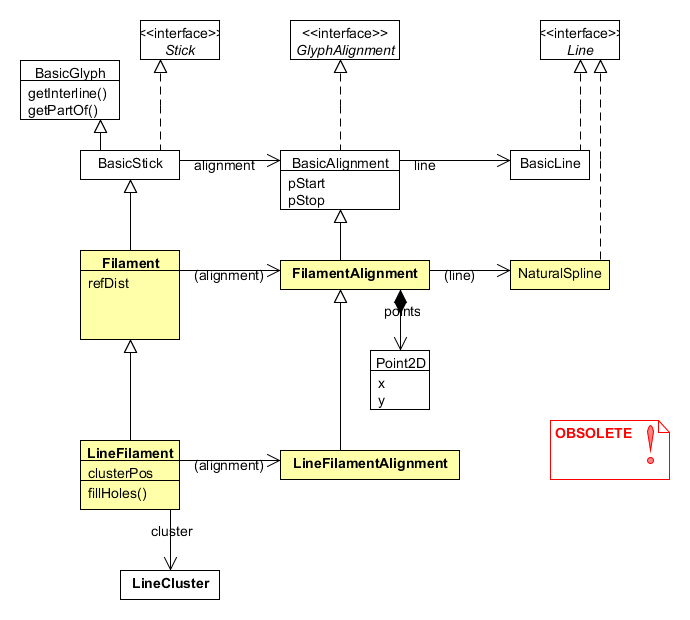 <<interface>>
Stick
<<interface>>
GlyphAlignment
<<interface>>
Line
BasicGlyph
getInterline()
getPartOf()
BasicStick
alignment
BasicAlignment
pStart
pStop
line
BasicLine
Filament
refDist
(alignment)
FilamentAlignment
(line)
NaturalSpline
points
Point2D
x
y
OBSOLETE
LineFilament
clusterPos
fillHoles()
(alignment)
LineFilamentAlignment
cluster
LineCluster